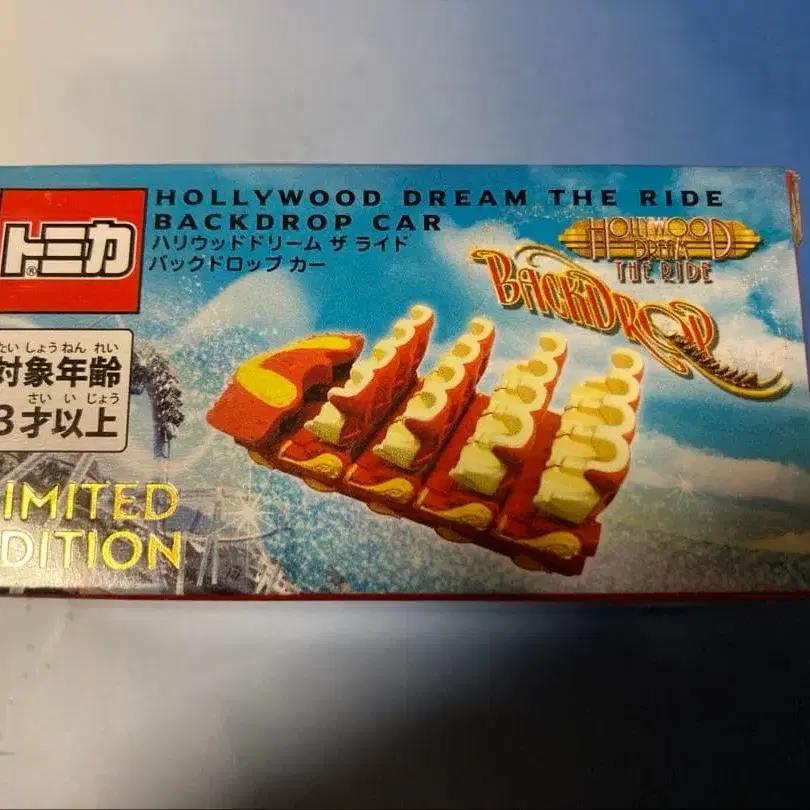 HOLLYWOOD DREAM THE RIDE
BACKDROP CAR
ハリウッドドリーム ザ ライド
バックドロップ カー
トミカ
®
HOLLYWOOD
DREAM
THE RIDE
BACKDROP
たい しょう ねん れい
対象年齢
さい い じょう
3才以上
IMITED
DITION